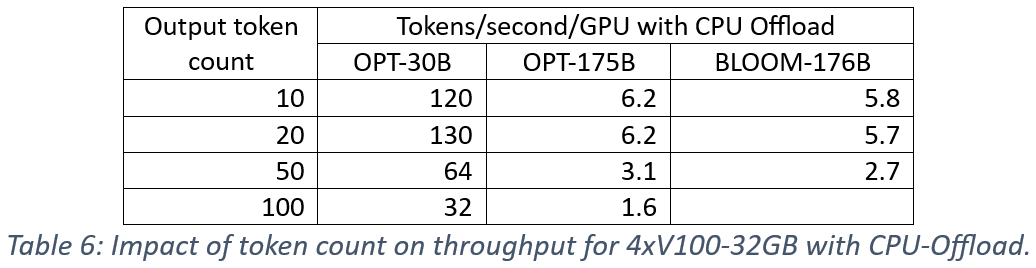 Output token count Tokens/second/GPU with CPU Offload
OPT-30B OPT-175B BLOOM-176B
10 120 6.2 5.8
20 130 6.2 5.7
50 64 3.1 2.7
100 32 1.6
Table 6: Impact of token count on throughput for 4xV100-32GB with CPU-Offload.